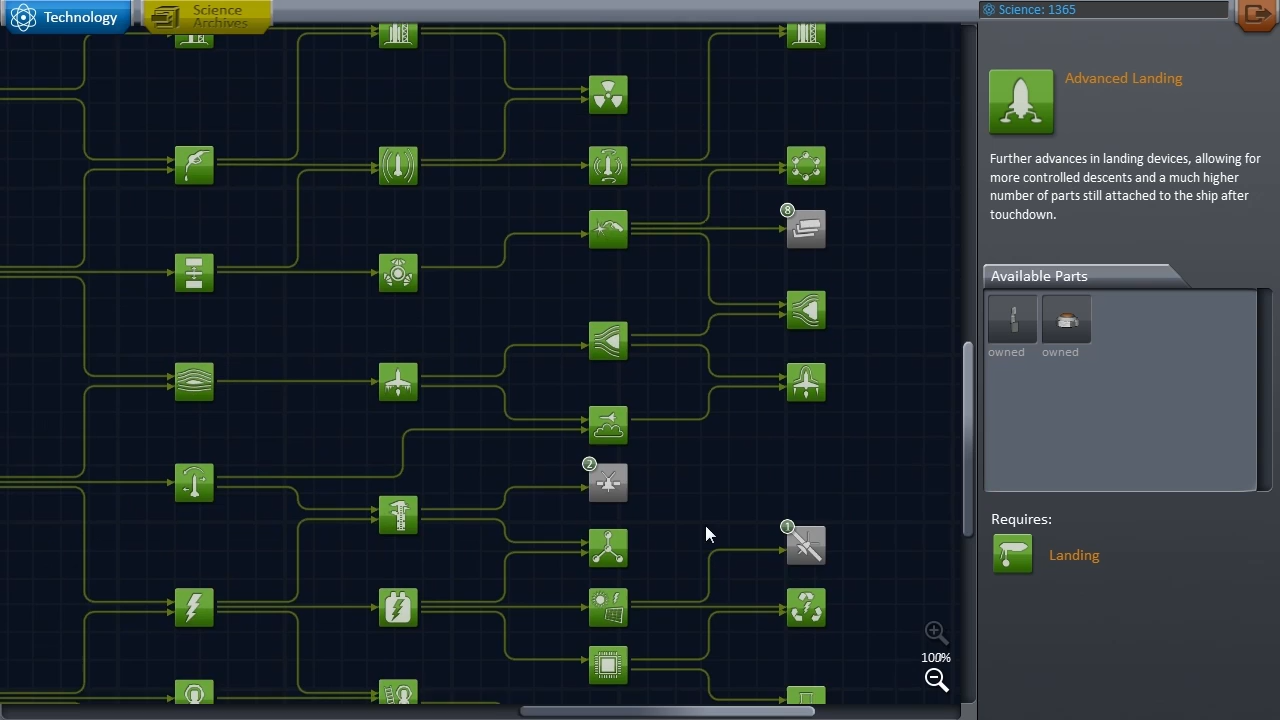 Technology
Science
Archives
Science: 1365
Advanced Landing
Further advances in landing devices, allowing for
more controlled descents and a much higher
number of parts still attached to the ship after
touchdown.
8
Available Parts
owned owned
2
1
Requires:
Landing
100%